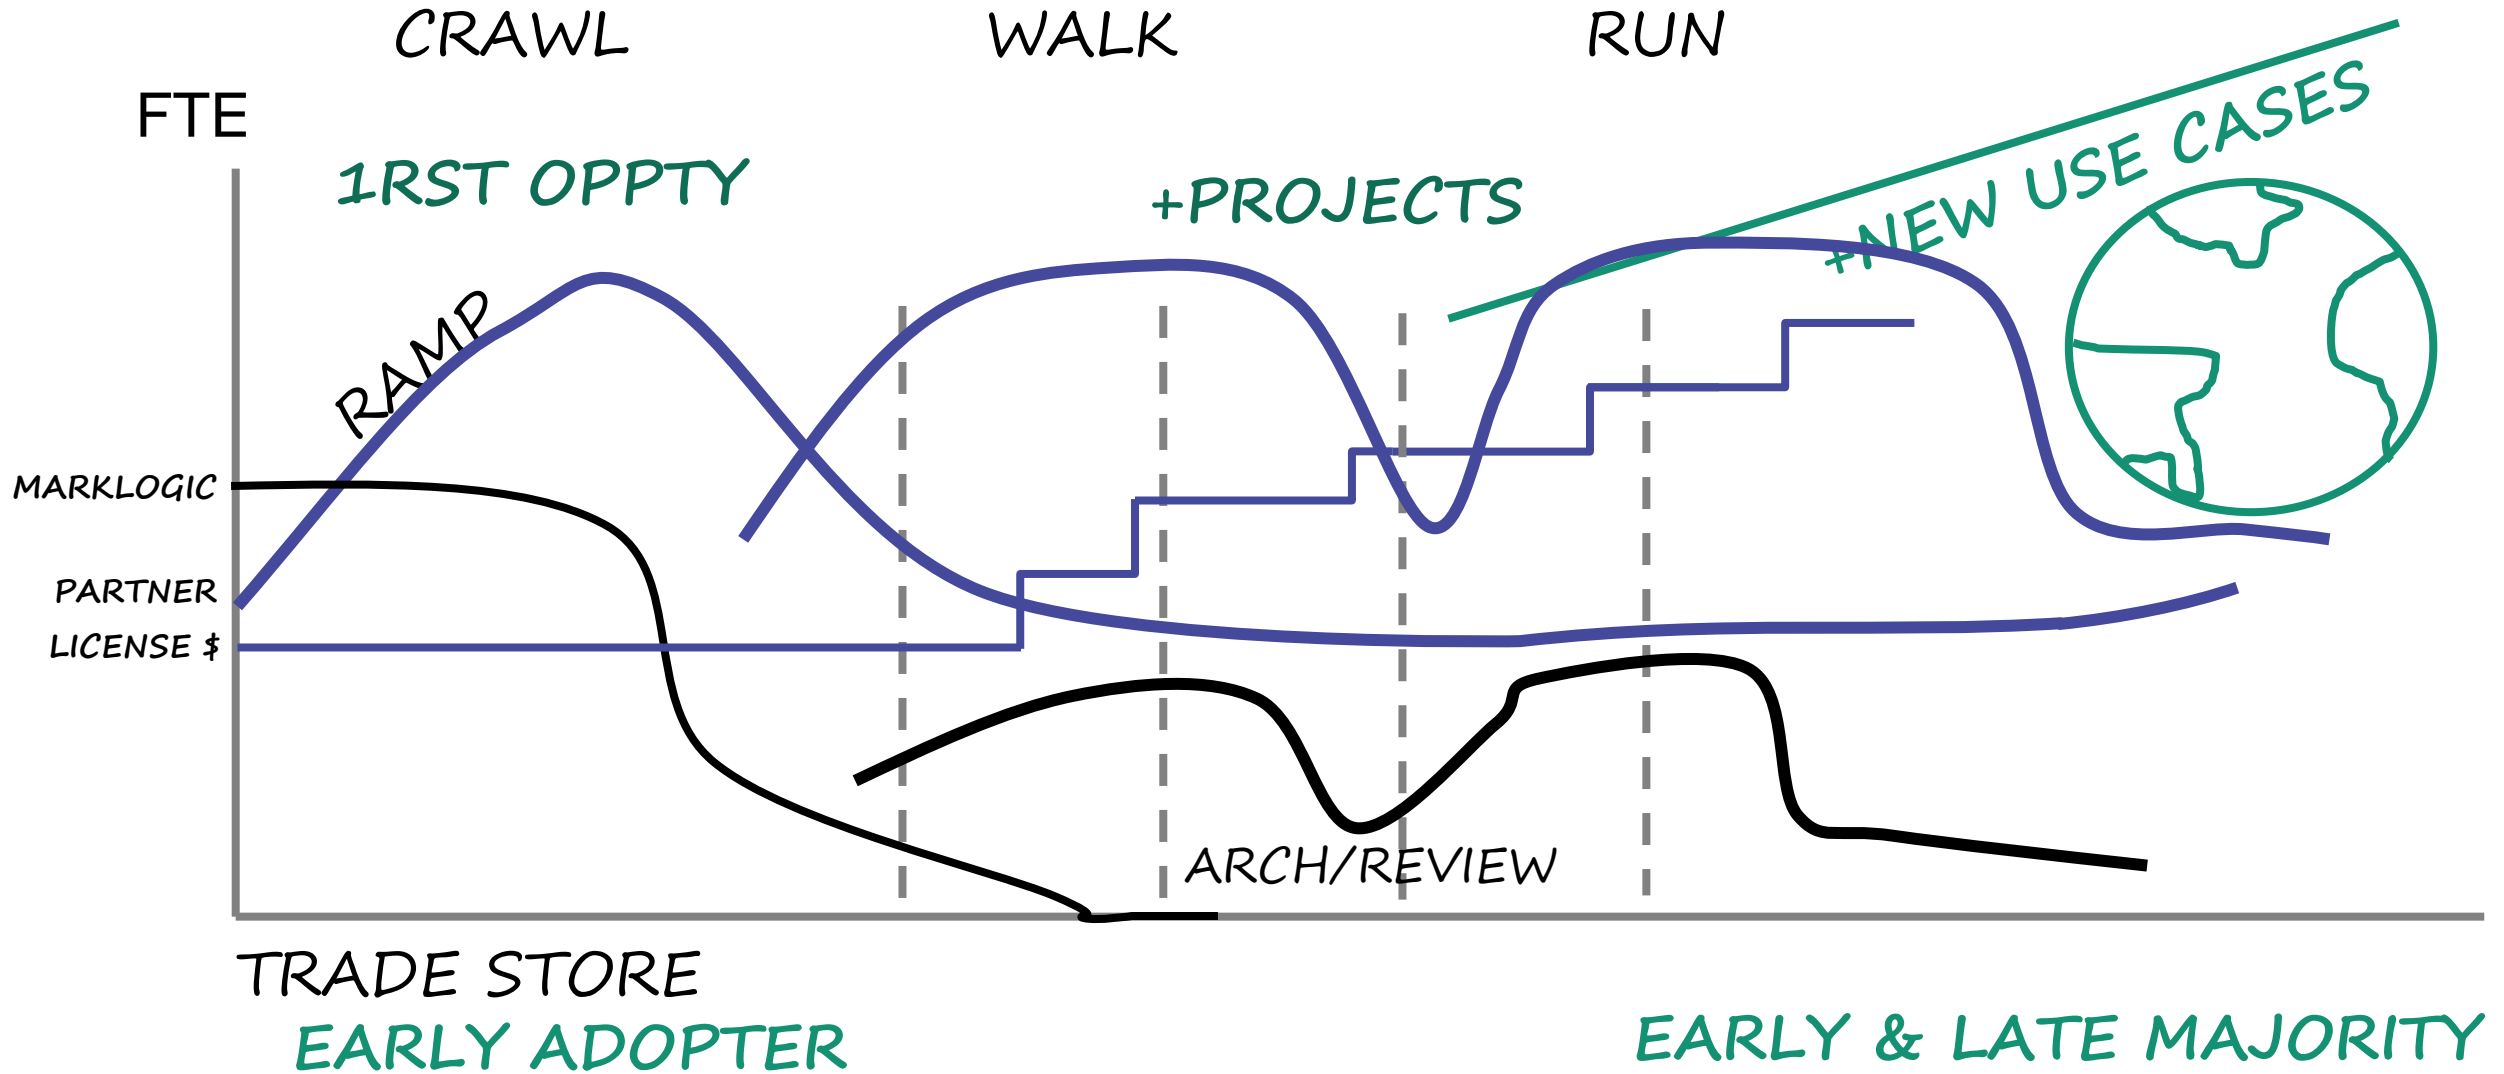 CRAWL
WALK
RUN
FTE
1RST OPPTY
+PROJECTS
+NEW USE CASES
RAMP
MARKLOGIC
PARTNER
LICENSE $
ARCH/REVIEW
TRADE STORE
EARLY ADOPTER
EARLY & LATE MAJORITY